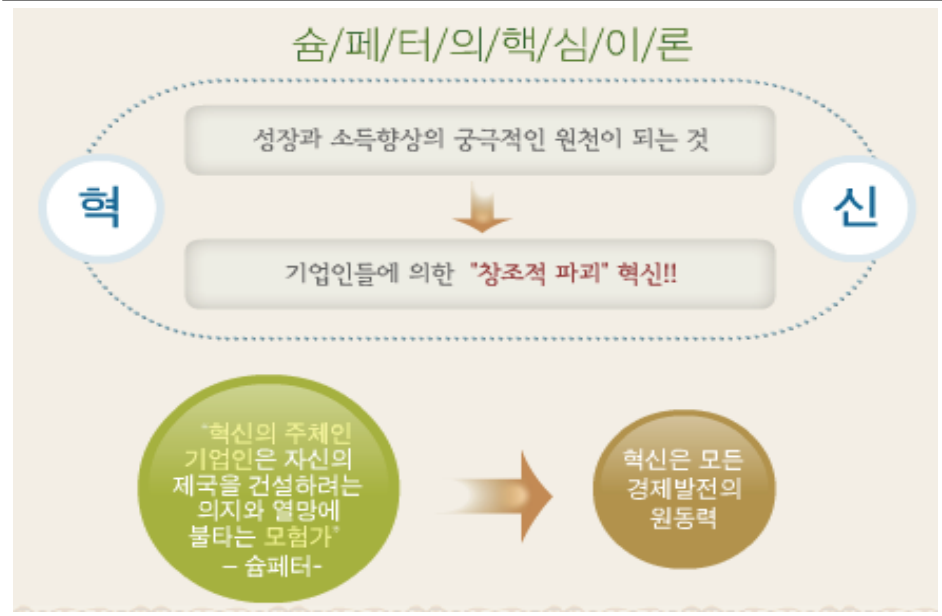 슘/페/터/의/핵/심/이/론
성장과 소득향상의 궁극적인 원천이 되는 것
혁
신
기업인들에 의한 "창조적 파괴" 혁신!!
"혁신의 주체인
기업인은 자신의
제국을 건설하려는
의지와 열망에
불타는 모험가"
– 슘페터-
혁신은 모든
경제발전의
원동력